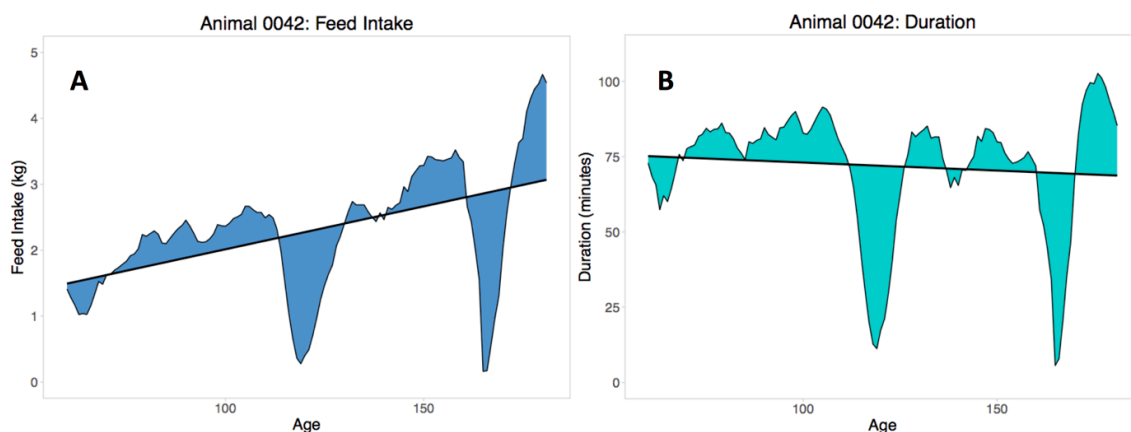 Animal 0042: Feed Intake
A
Feed Intake (kg)
5
4
3
2
1
0
100
150
Age
Animal 0042: Duration
B
Duration (minutes)
100
75
50
25
0
100
150
Age